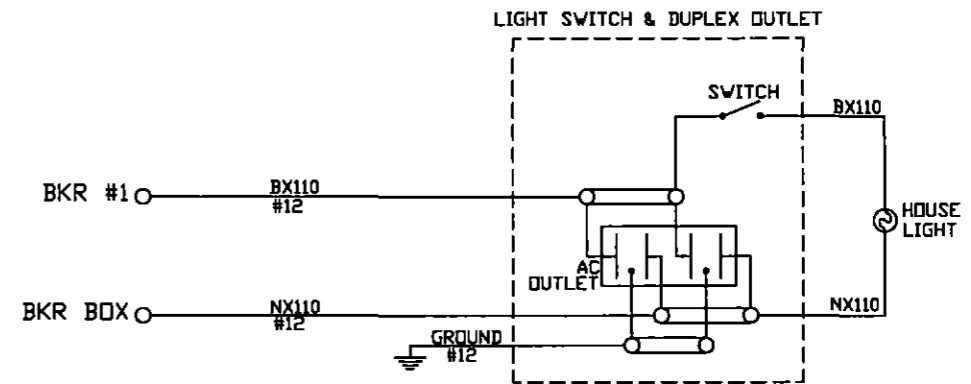 LIGHT SWITCH & DUPLEX OUTLET
SWITCH
BX110
BKR #1
BX110
#12
HOUSE
LIGHT
AC
OUTLET
BKR BOX
NX110
#12
NX110
GROUND
#12